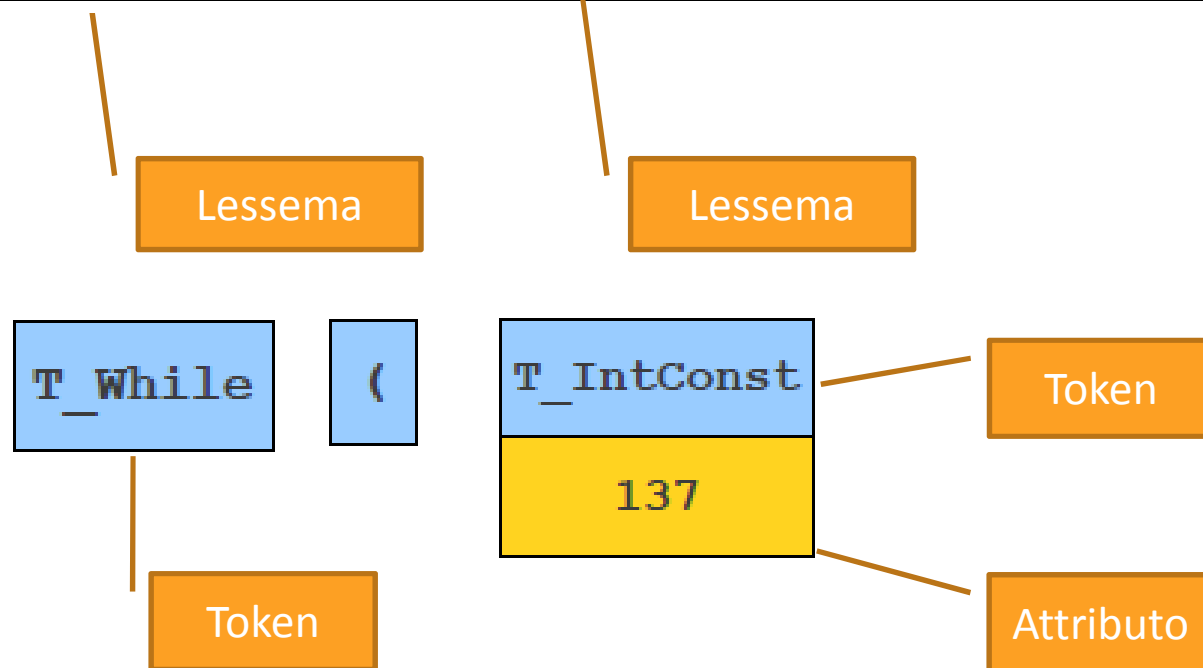 Lessema
Lessema
T_While
(
T_IntConst
Token
137
Token
Attributo